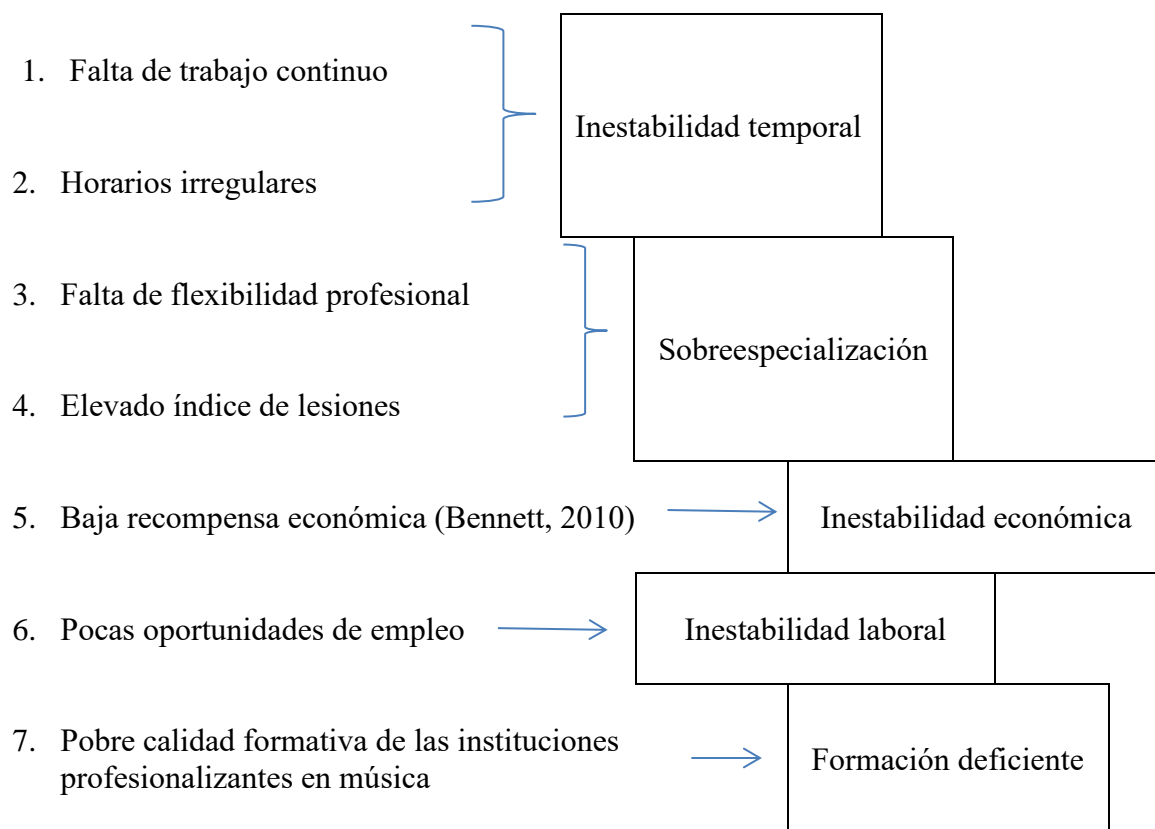 1. Falta de trabajo continuo
Inestabilidad temporal
2. Horarios irregulares
3. Falta de flexibilidad profesional
Sobreespecialización
4. Elevado índice de lesiones
5. Baja recompensa económica (Bennett, 2010)
Inestabilidad económica
6. Pocas oportunidades de empleo
Inestabilidad laboral
7. Pobre calidad formativa de las instituciones
profesionalizantes en música
Formación deficiente